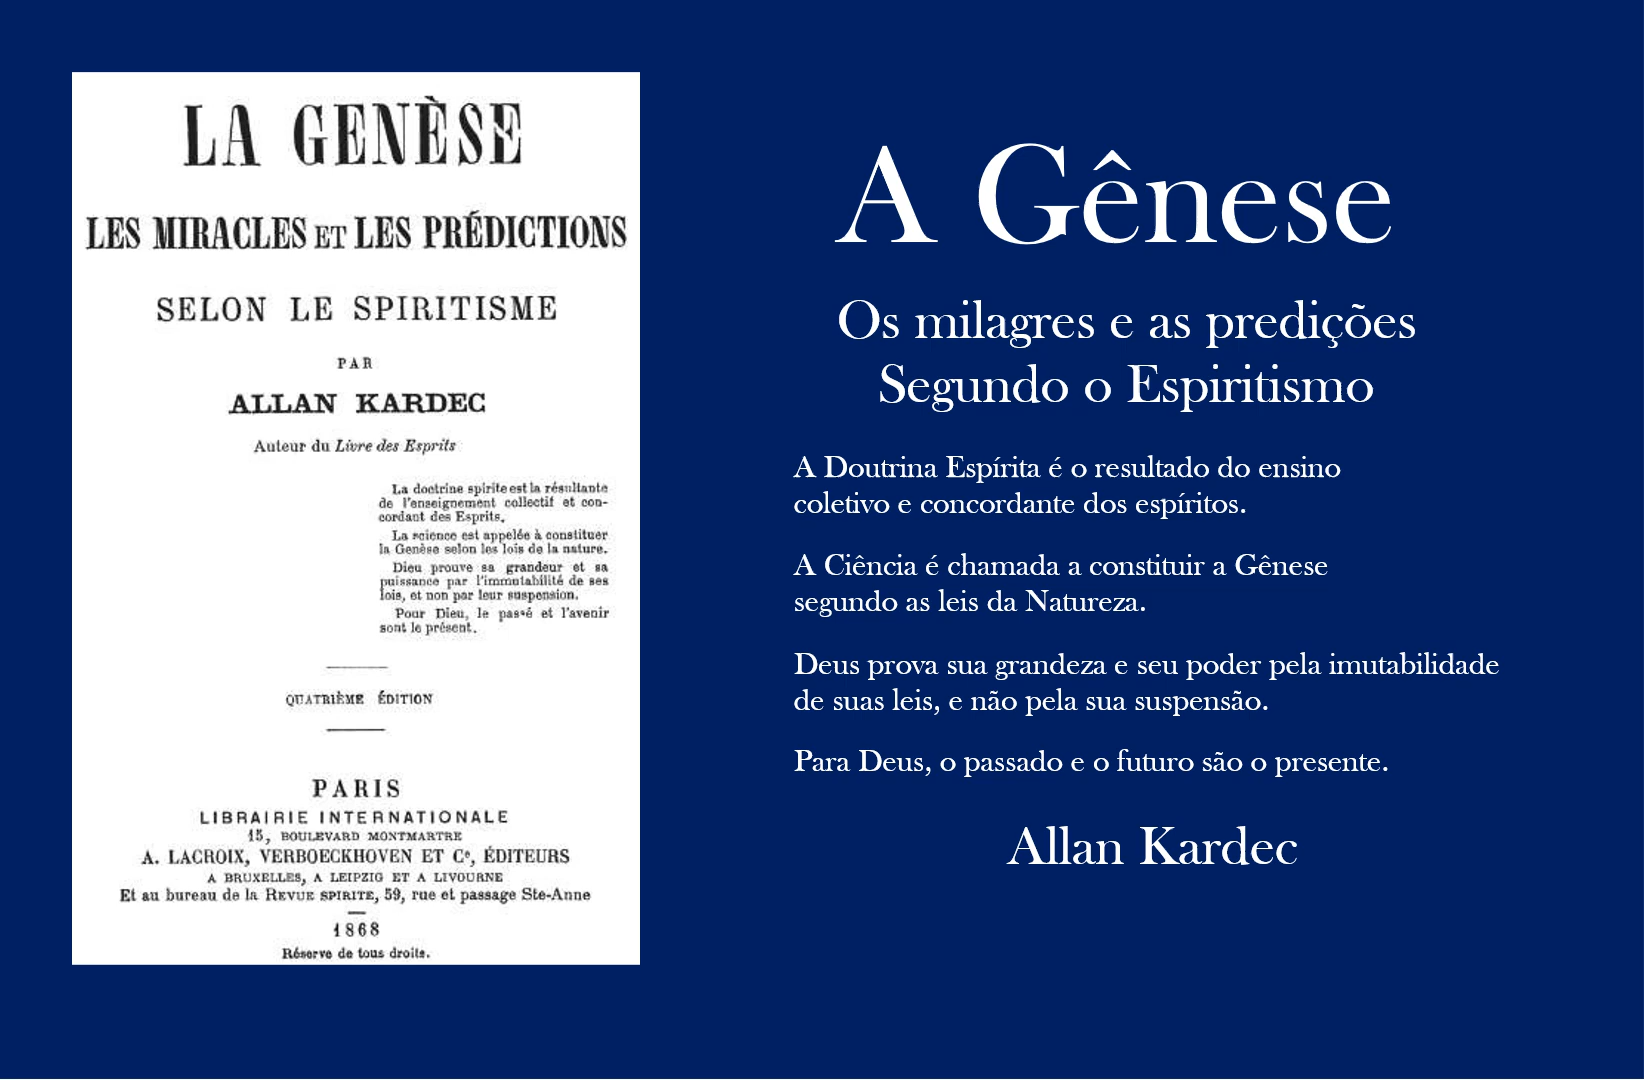 LA GENÈSE
LES MIRACLES ET LES PRÉDICTIONS
SELON LE SPIRITISME
PAR
ALLAN KARDEC
Auteur du Livre des Esprits
La doctrine spirite est la résultante
de l'enseignement collectif et con-
cordant des Esprits.
La science est appelée à constituer
la Genèse selon les lois de la nature.
Dieu prouve sa grandeur et sa
puissance par l'immutabilité de ses
lois, et non par leur suspension.
Pour Dieu, le passé et l'avenir
sont le présent.
QUATRIÈME ÉDITION
PARIS
LIBRAIRIE INTERNATIONALE
15, BOULEVARD MONTMARTRE
A. LACROIX, VERBOECKHOVEN ET Cᵉ, ÉDITEURS
A BRUXELLES, A LEIPZIG ET A LIVOURNE
Et au bureau de la REVUE SPIRITE, 59, rue et passage Ste-Anne
1868
Réserve de tous droits.
A Gênese
Os milagres e as predições
Segundo o Espiritismo
A Doutrina Espírita é o resultado do ensino
coletivo e concordante dos espíritos.
A Ciência é chamada a constituir a Gênese
segundo as leis da Natureza.
Deus prova sua grandeza e seu poder pela imutabilidade
de suas leis, e não pela sua suspensão.
Para Deus, o passado e o futuro são o presente.
Allan Kardec